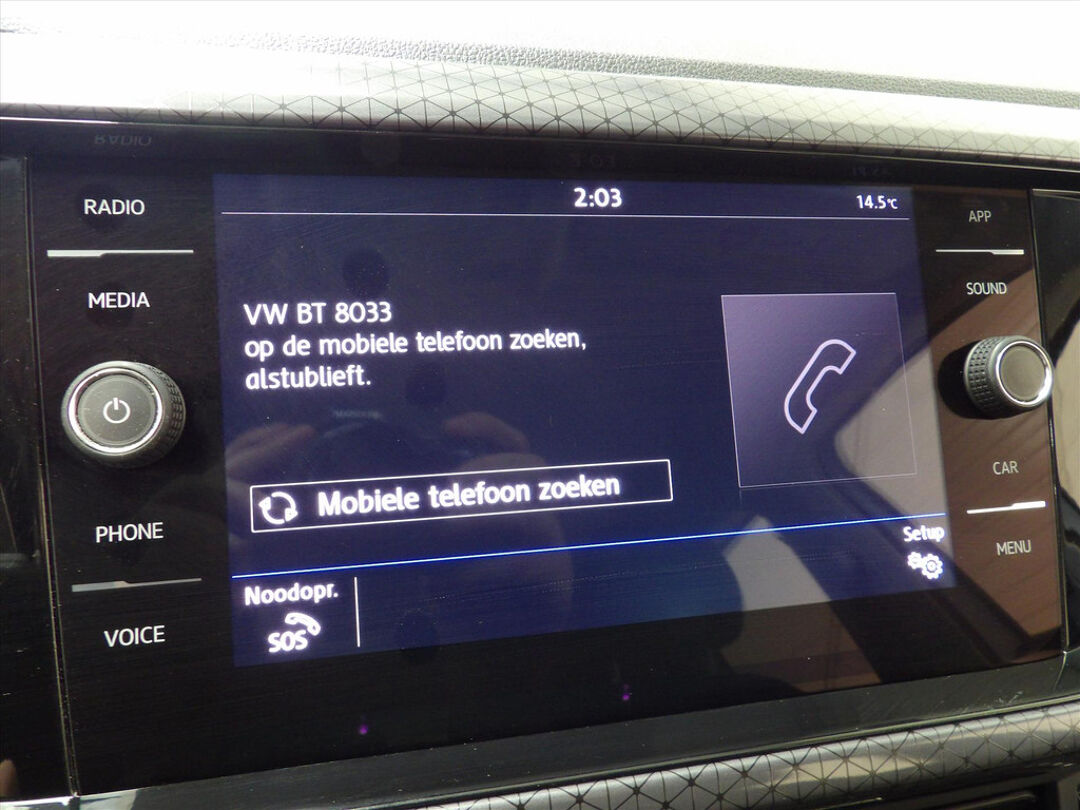 RADIO
2:03
14.5°C
APP
MEDIA
SOUND
VW BT 8033
op de mobiele telefoon zoeken,
alstublieft.
Mobiele telefoon zoeken
CAR
PHONE
Setup
MENU
Noodopr.
SOS
VOICE